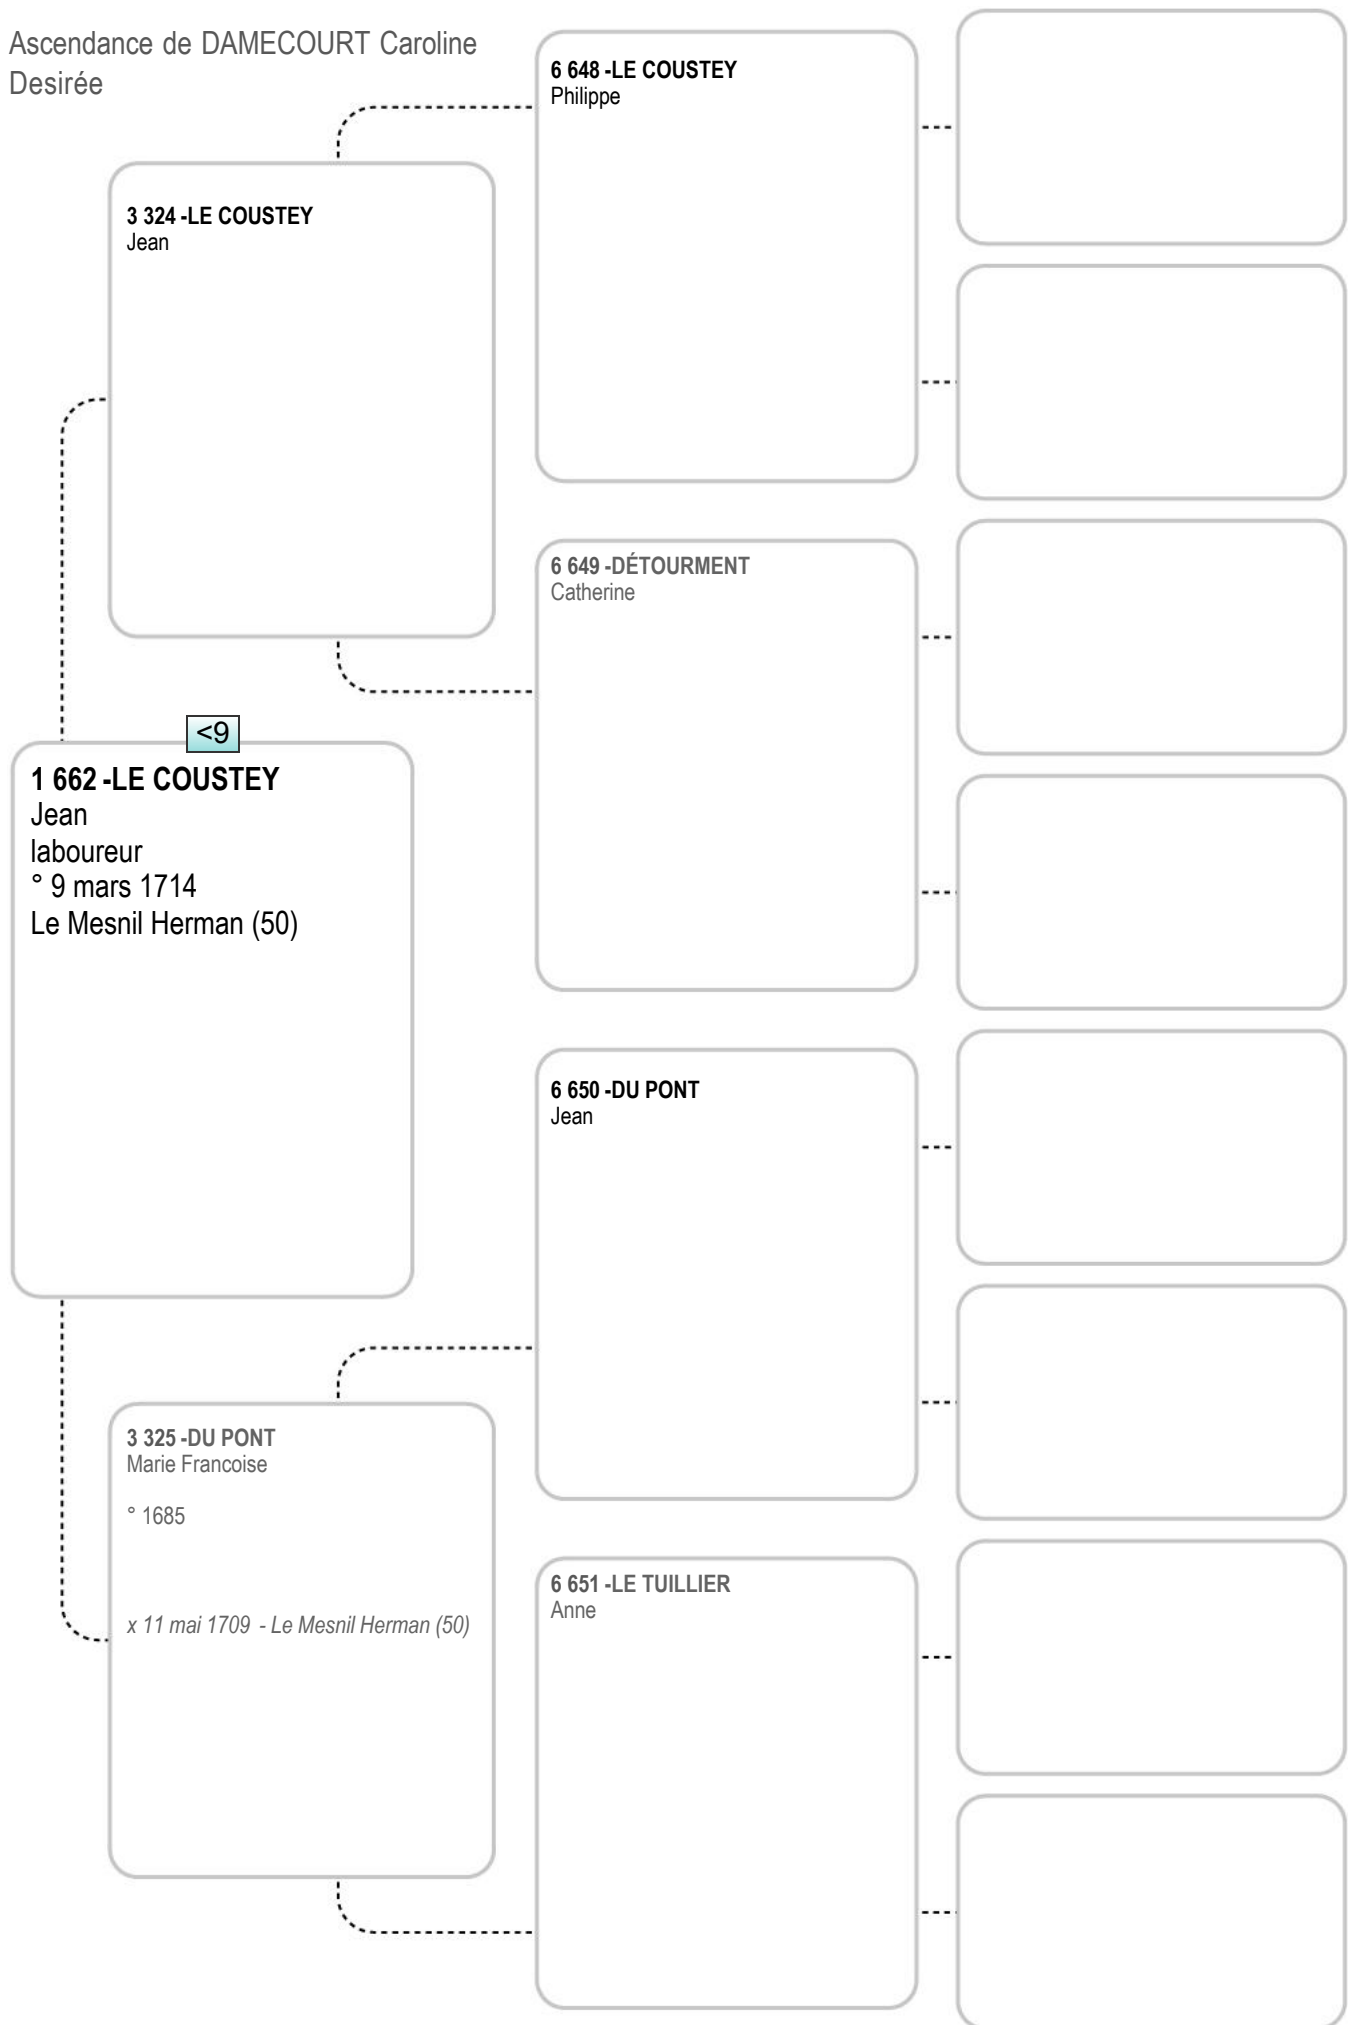 Ascendance de DAMECOURT Caroline
Desirée
6 648 -LE COUSTEY
Philippe
3 324 -LE COUSTEY
Jean
6 649 -DÉTOURMENT
Catherine
<9
1 662 -LE COUSTEY
Jean
laboureur
° 9 mars 1714
Le Mesnil Herman (50)
6 650 -DU PONT
Jean
3 325 -DU PONT
Marie Francoise
° 1685
x 11 mai 1709 - Le Mesnil Herman (50)
6 651 -LE TUILLIER
Anne